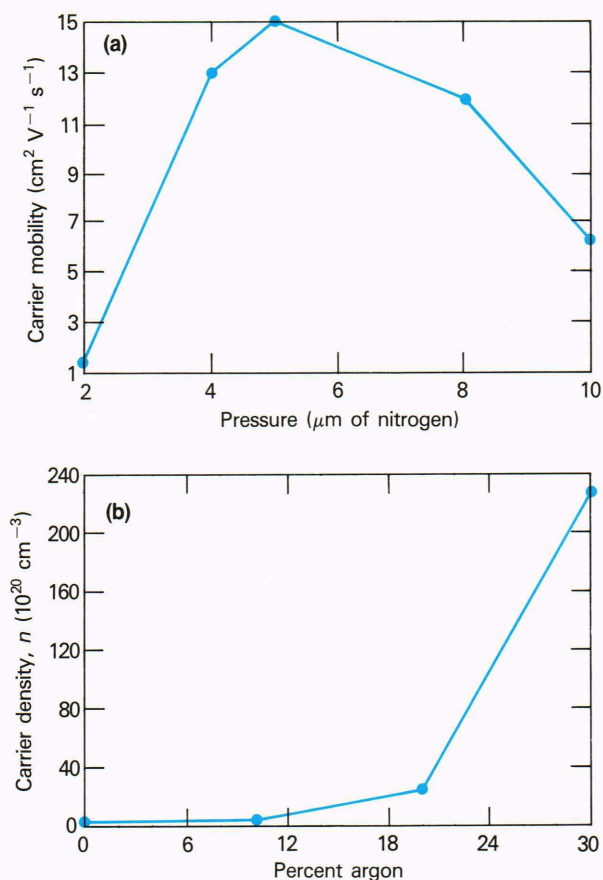 (a)
Carrier mobility (cm² V⁻¹ s⁻¹)
15
13
11
9
7
5
3
1
2 4 6 8 10
Pressure (μm of nitrogen)
(b)
Carrier density, n (10²⁰ cm⁻³)
240
200
160
120
80
40
0
0 6 12 18 24 30
Percent argon